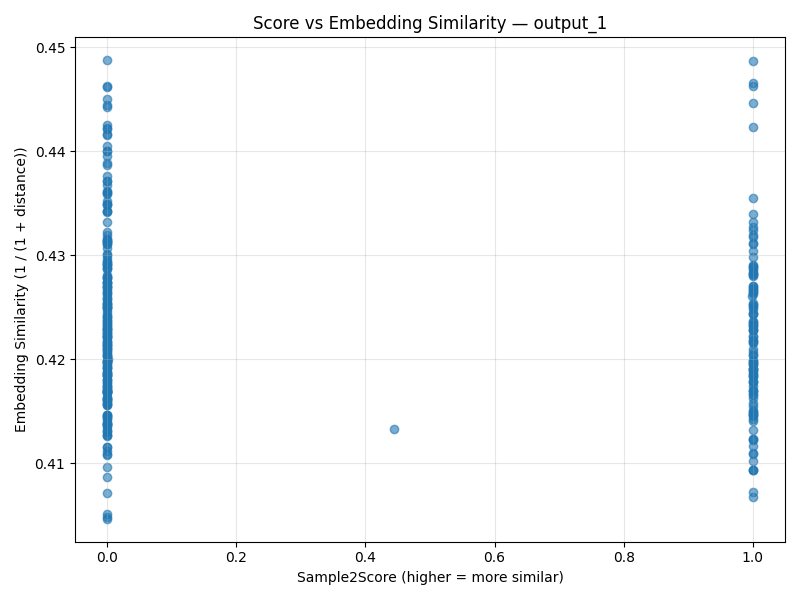 Score vs Embedding Similarity — output_1
Embedding Similarity (1 / (1 + distance))
0.45
0.44
0.43
0.42
0.41
0.0 0.2 0.4 0.6 0.8 1.0
Sample2Score (higher = more similar)